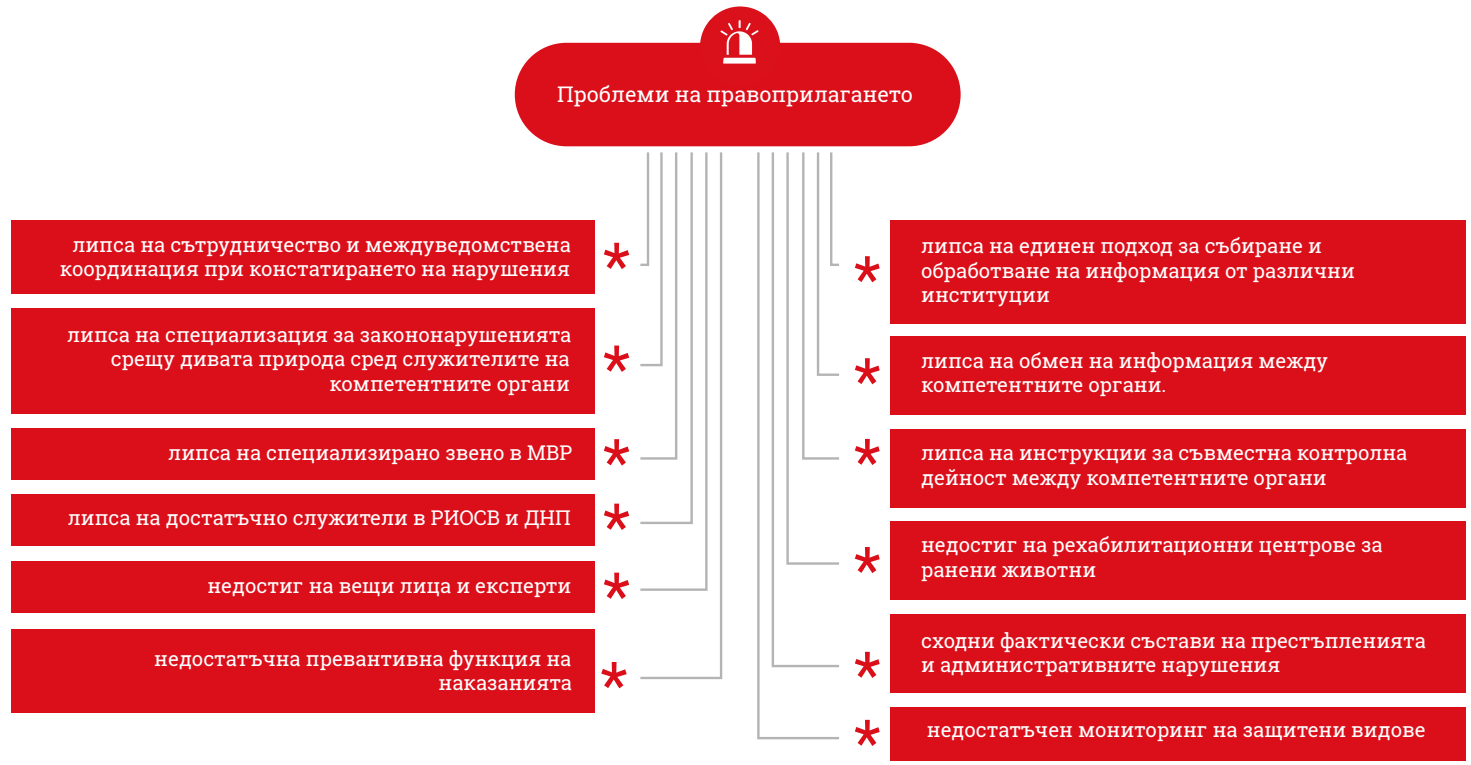 Проблеми на правоприлагането
липса на сътрудничество и междуведомствена
координация при констатирането на нарушения
липса на специализация за закононарушенията
срещу дивата природа сред служителите на
компетентните органи
липса на специализирано звено в МВР
липса на достатъчно служители в РИОСВ и ДНП
недостиг на вещи лица и експерти
недостатъчна превантивна функция на
наказанията
липса на единен подход за събиране и
обработване на информация от различни
институции
липса на обмен на информация между
компетентните органи.
липса на инструкции за съвместна контролна
дейност между компетентните органи
недостиг на рехабилитационни центрове за
ранени животни
сходни фактически състави на престъпленията
и административните нарушения
недостатъчен мониторинг на защитени видове